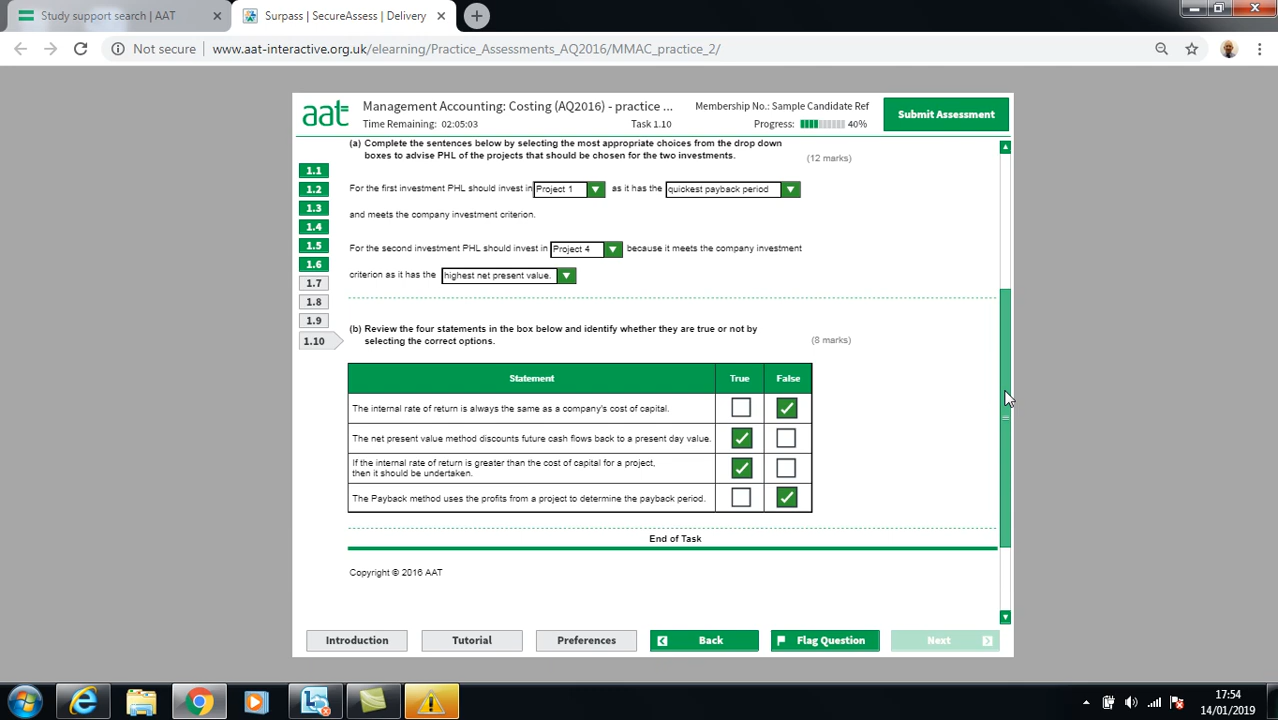 Study support search | AAT
Surpass | SecureAssess | Delivery
Not secure
www.aat-interactive.org.uk/elearning/Practice_Assessments_AQ2016/MMAC_practice_2/
aat
Management Accounting: Costing (AQ2016) - practice ...
Membership No.: Sample Candidate Ref
Submit Assessment
Time Remaining: 02:05:03
Task 1.10
Progress: 40%
(a) Complete the sentences below by selecting the most appropriate choices from the drop down
boxes to advise PHL of the projects that should be chosen for the two investments.
(12 marks)
1.1
1.2
1.3
1.4
1.5
1.6
1.7
1.8
1.9
1.10
For the first investment PHL should invest in Project 1 as it has the quickest payback period
and meets the company investment criterion.
For the second investment PHL should invest in Project 4 because it meets the company investment
criterion as it has the highest net present value.
(b) Review the four statements in the box below and identify whether they are true or not by
selecting the correct options.
(8 marks)
Statement True False
The internal rate of return is always the same as a company's cost of capital.
The net present value method discounts future cash flows back to a present day value.
If the internal rate of return is greater than the cost of capital for a project,
then it should be undertaken.
The Payback method uses the profits from a project to determine the payback period.
End of Task
Copyright © 2016 AAT
Introduction
Tutorial
Preferences
Back
Flag Question
Next
17:54
14/01/2019